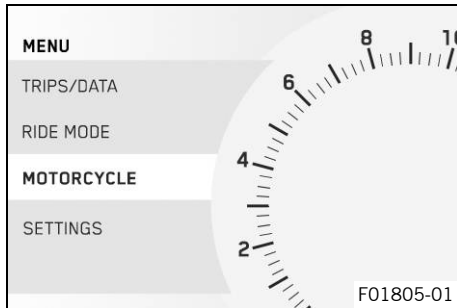 MENU
TRIPS/DATA
RIDE MODE
MOTORCYCLE
SETTINGS
2
4
6
8
F01805-01